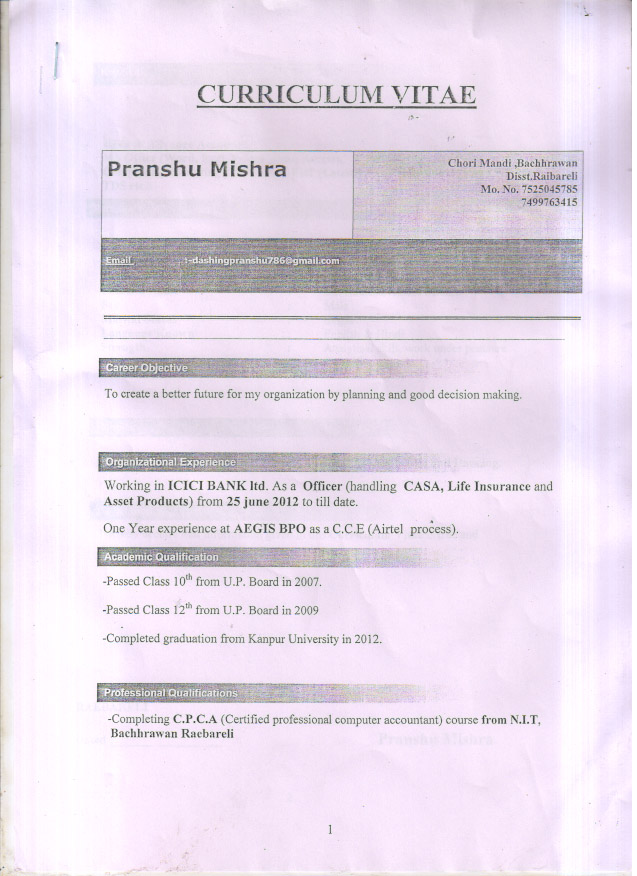 CURRICULUM VITAE
Pranshu Mishra
Chori Mandi ,Bachhrawan
Disst.Raibareli
Mo. No. 7525045785
7499763415
Email :-dashingpranshu786@gmail.com
Career Objective
To create a better future for my organization by planning and good decision making.
Organizational Experience
Working in ICICI BANK ltd. As a Officer (handling CASA, Life Insurance and
Asset Products) from 25 june 2012 to till date.
One Year experience at AEGIS BPO as a C.C.E (Airtel process).
Academic Qualification
-Passed Class 10th from U.P. Board in 2007.
-Passed Class 12th from U.P. Board in 2009
-Completed graduation from Kanpur University in 2012.
Professional Qualifications
-Completing C.P.C.A (Certified professional computer accountant) course from N.I.T,
Bachhrawan Raebareli
Pranshu Mishra
1